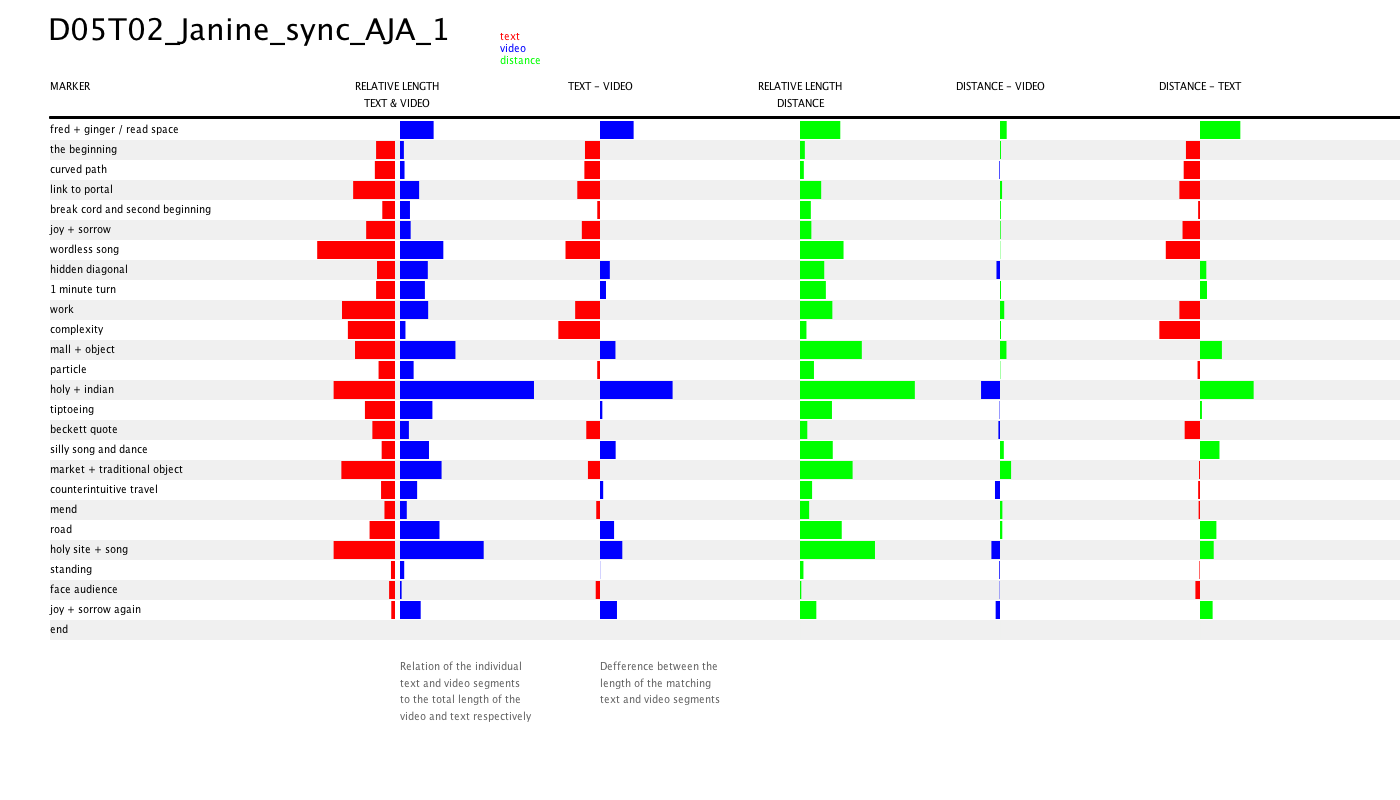 D05T02_Janine_sync_AJA_1
text
video
distance
MARKER
RELATIVE LENGTH
TEXT & VIDEO
TEXT – VIDEO
RELATIVE LENGTH
DISTANCE
DISTANCE – VIDEO
DISTANCE – TEXT
fred + ginger / read space
the beginning
curved path
link to portal
break cord and second beginning
joy + sorrow
wordless song
hidden diagonal
1 minute turn
work
complexity
mall + object
particle
holy + indian
tiptoeing
beckett quote
silly song and dance
market + traditional object
counterintuitive travel
mend
road
holy site + song
standing
face audience
joy + sorrow again
end
Relation of the individual
text and video segments
to the total length of the
video and text respectively
Defference between the
length of the matching
text and video segments